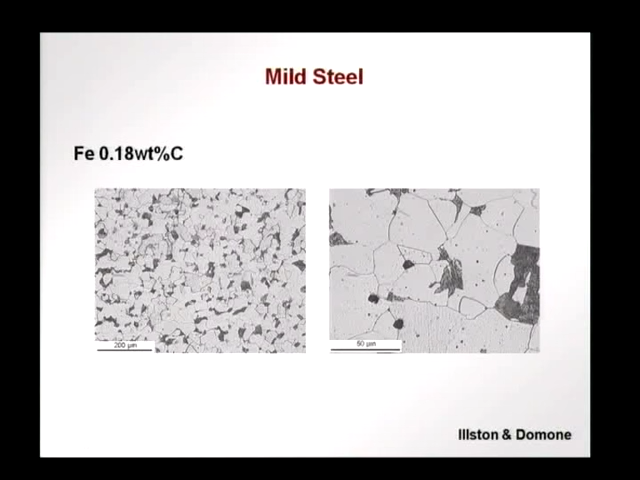 Mild Steel
Fe 0.18wt%C
200 µm
50 µm
Illston & Domone